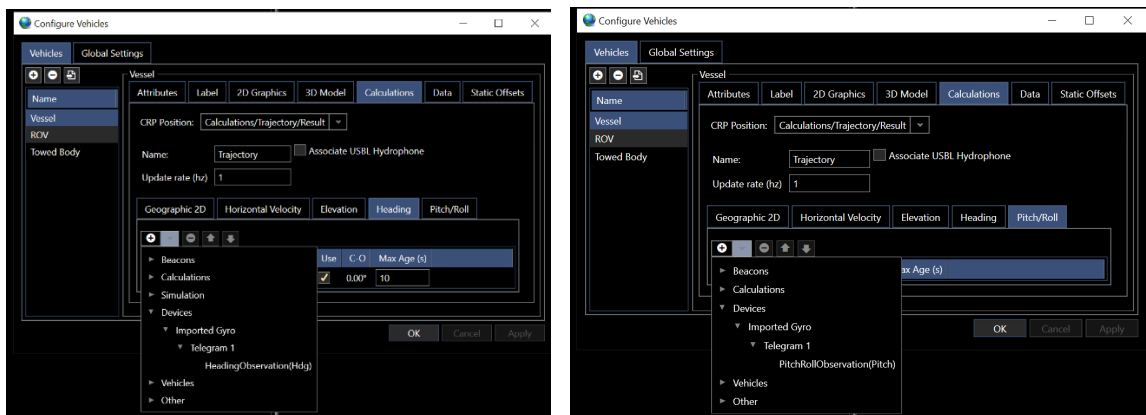 Configure Vehicles
Vehicles Global Settings
Name
Vessel
ROV
Towed Body
Vessel
Attributes Label 2D Graphics 3D Model Calculations Data Static Offsets
CRP Position: Calculations/Trajectory/Result
Name: Trajectory Associate USBL Hydrophone
Update rate (hz) 1
Geographic 2D Horizontal Velocity Elevation Heading Pitch/Roll
Use C-O Max Age (s)
0.00° 10
Beacons
Calculations
Simulation
Devices
Imported Gyro
Telegram 1
HeadingObservation(Hdg)
Vehicles
Other
OK Cancel Apply
Configure Vehicles
Vehicles Global Settings
Name
Vessel
ROV
Towed Body
Vessel
Attributes Label 2D Graphics 3D Model Calculations Data Static Offsets
CRP Position: Calculations/Trajectory/Result
Name: Trajectory Associate USBL Hydrophone
Update rate (hz) 1
Geographic 2D Horizontal Velocity Elevation Heading Pitch/Roll
Age (s)
Beacons
Calculations
Devices
Imported Gyro
Telegram 1
PitchRollObservation(Pitch)
Vehicles
Other
OK Cancel Apply